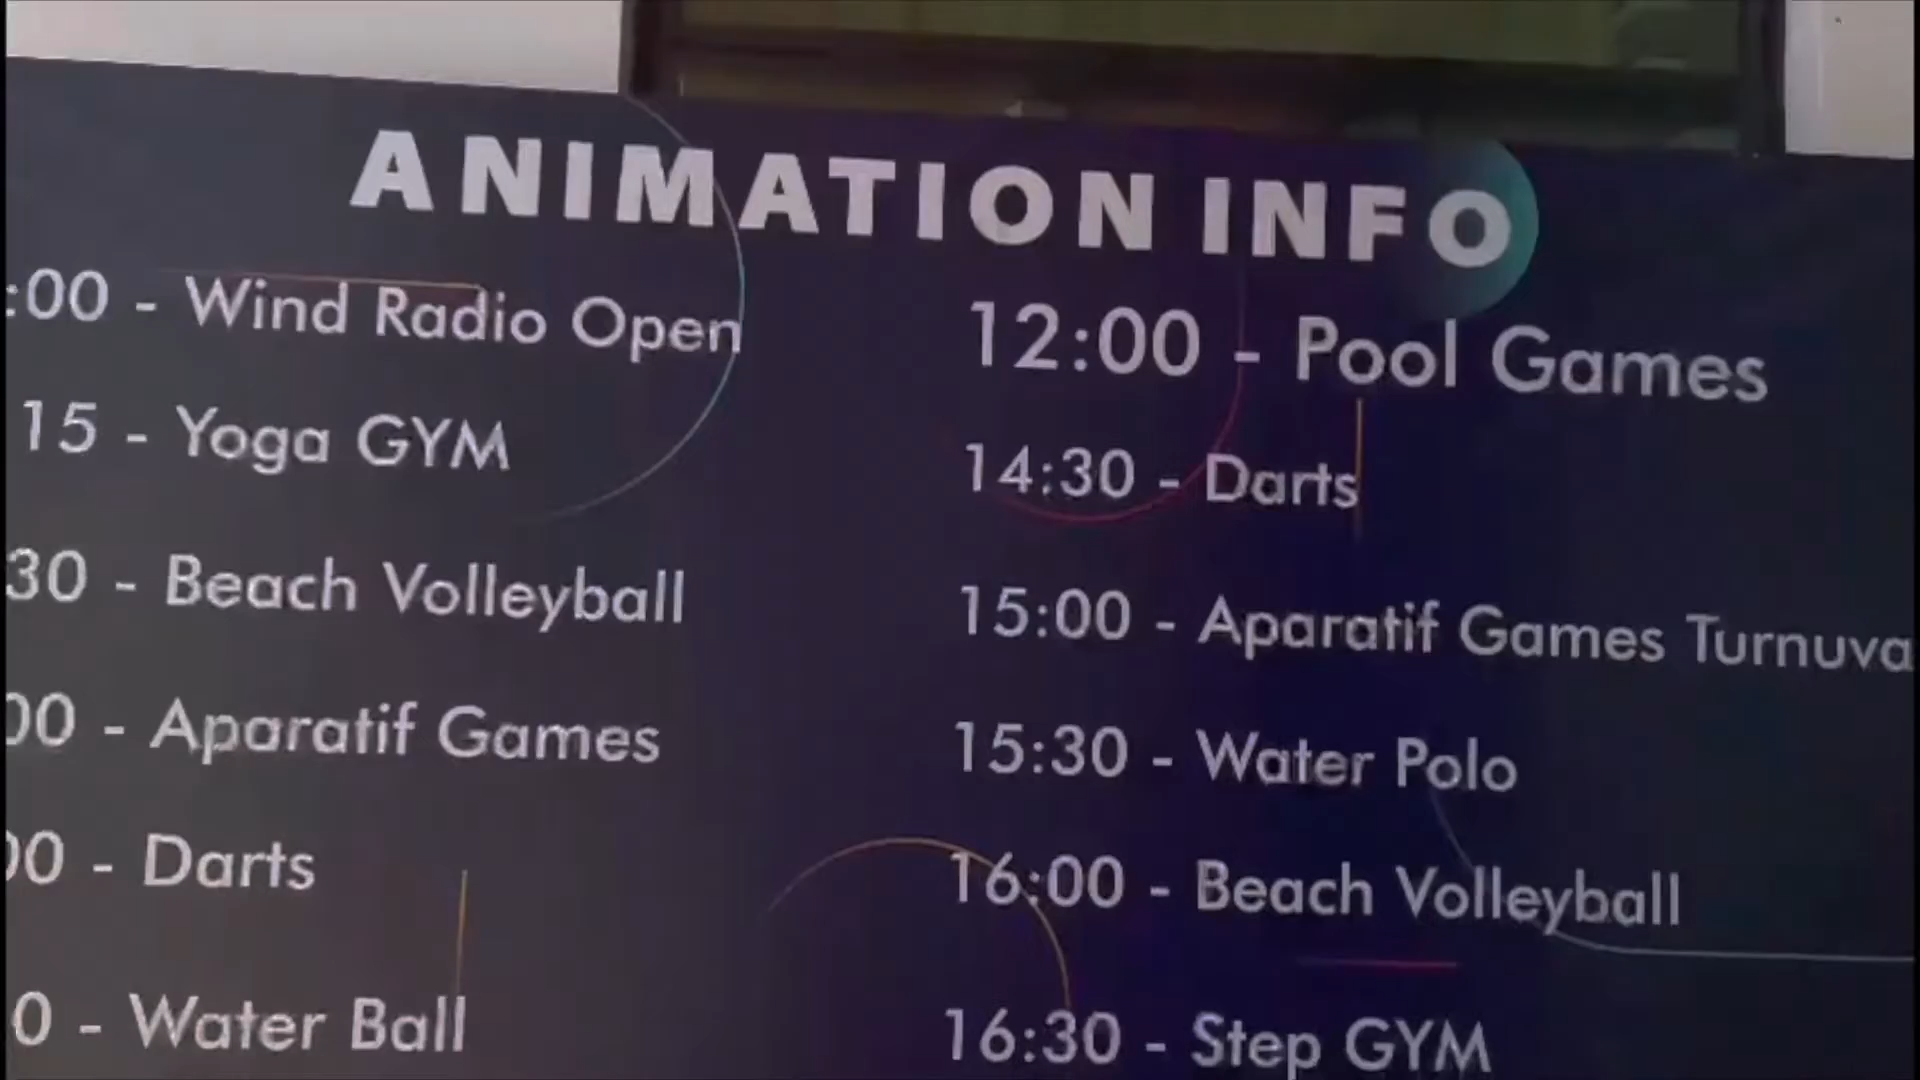 ANIMATION INFO
:00 - Wind Radio Open
15 - Yoga GYM
30 - Beach Volleyball
00 - Aparatif Games
00 - Darts
0 - Water Ball
12:00 - Pool Games
14:30 - Darts
15:00 - Aparatif Games Turnuva
15:30 - Water Polo
16:00 - Beach Volleyball
16:30 - Step GYM